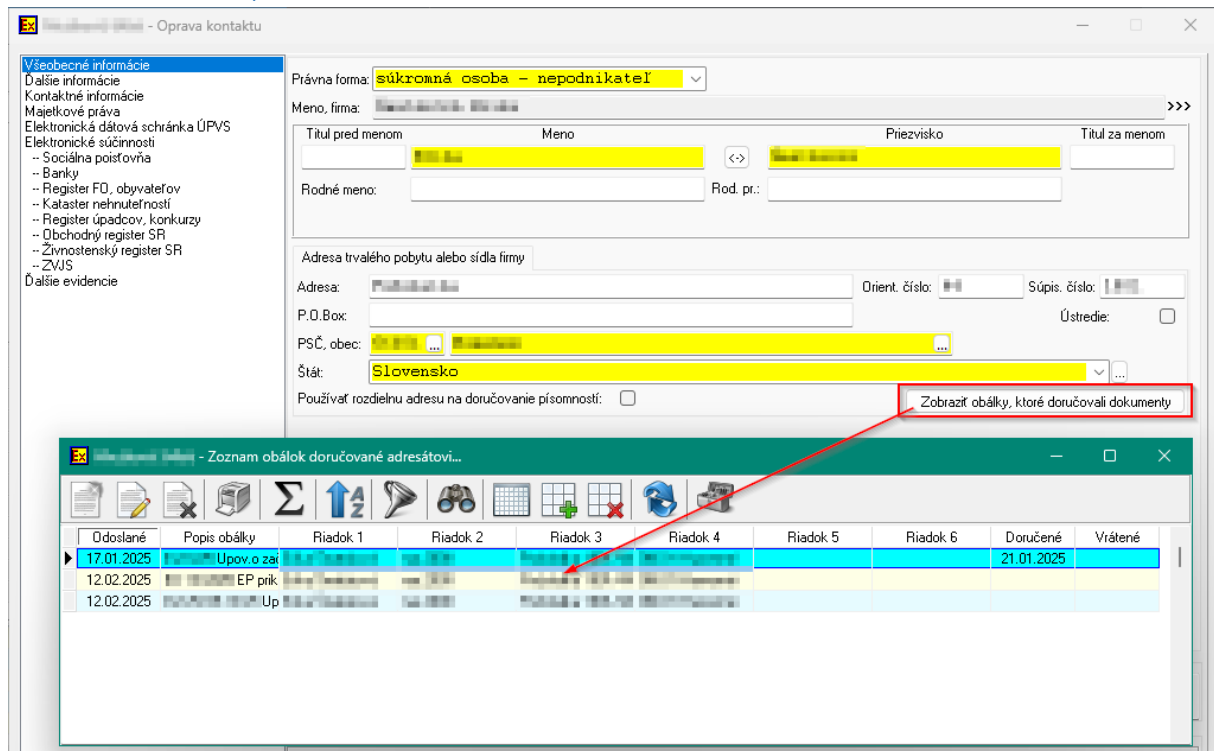 Ex - Oprava kontaktu
Všeobecné informácie
Ďalšie informácie
Kontaktné informácie
Majetkové práva
Elektronická dátová schránka ÚPVS
Elektronické súčinnosti
-- Sociálna poisťovňa
-- Banky
-- Register FO, obyvateľov
-- Kataster nehnuteľností
-- Register úpadcov, konkurzy
-- Obchodný register SR
-- Živnostenský register SR
-- ZVJS
Ďalšie evidencie
Právna forma: súkromná osoba – nepodnikateľ
Meno, firma: >>>
Titul pred menom Meno Priezvisko Titul za menom
<->
Rodné meno: Rod. pr.:
Adresa trvalého pobytu alebo sídla firmy
Adresa: Orient. číslo: Súpis. číslo:
P.O.Box: Ústredie:
PSČ, obec: ... ...
Štát: Slovensko ...
Používať rozdielnu adresu na doručovanie písomností: Zobraziť obálky, ktoré doručovali dokumenty
Ex - Zoznam obálok doručované adresátovi...
Odoslané Popis obálky Riadok 1 Riadok 2 Riadok 3 Riadok 4 Riadok 5 Riadok 6 Doručené Vrátené
17.01.2025 Upov.o zač 21.01.2025
12.02.2025 EP prik
12.02.2025 Up